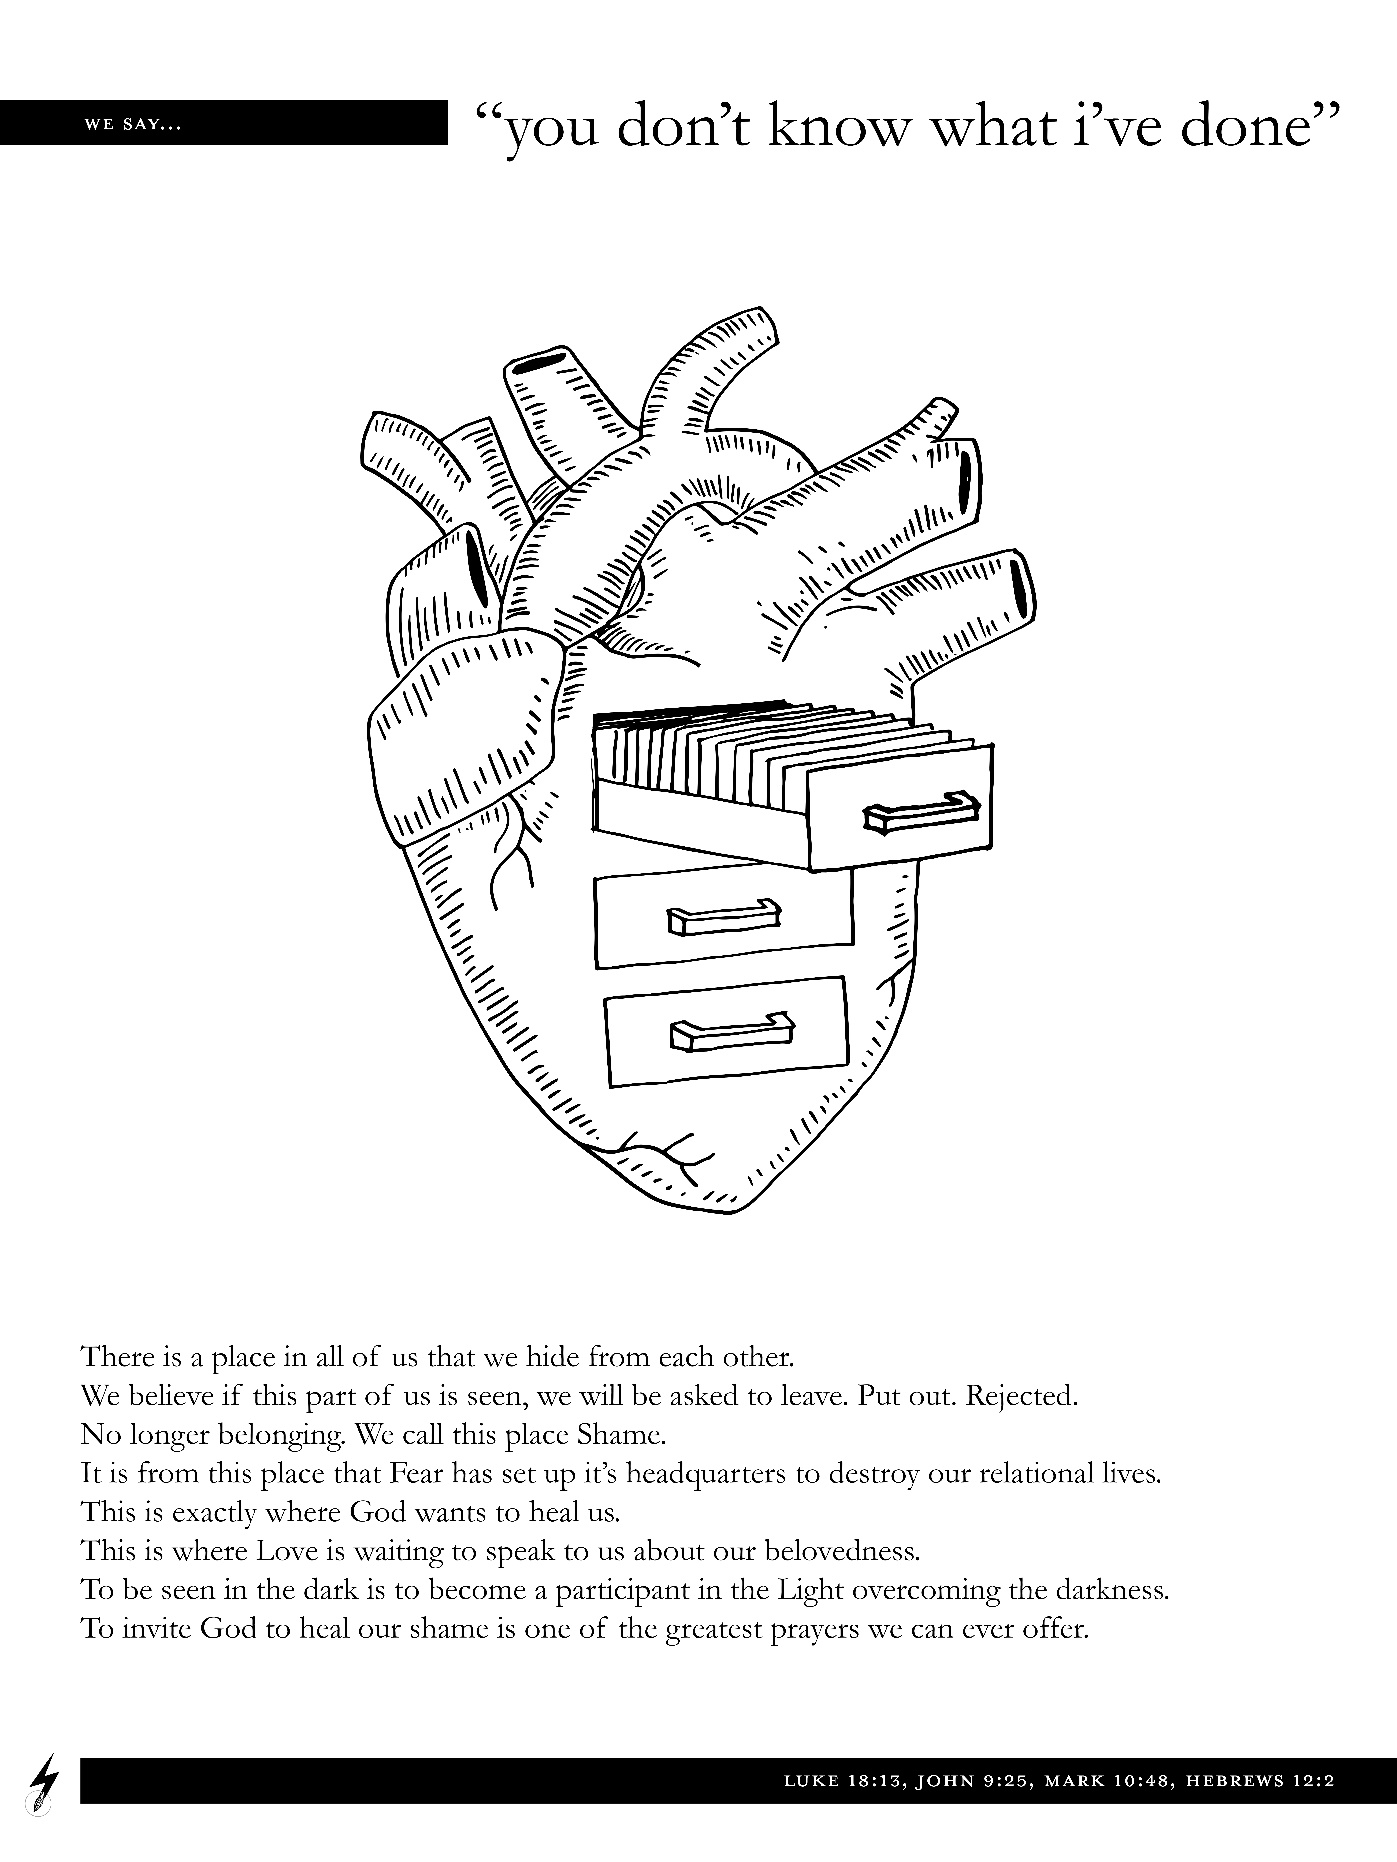 WE SAY...
“you don’t know what i’ve done”
There is a place in all of us that we hide from each other.
We believe if this part of us is seen, we will be asked to leave. Put out. Rejected.
No longer belonging. We call this place Shame.
It is from this place that Fear has set up it’s headquarters to destroy our relational lives.
This is exactly where God wants to heal us.
This is where Love is waiting to speak to us about our belovedness.
To be seen in the dark is to become a participant in the Light overcoming the darkness.
To invite God to heal our shame is one of the greatest prayers we can ever offer.
LUKE 18:13, JOHN 9:25, MARK 10:48, HEBREWS 12:2